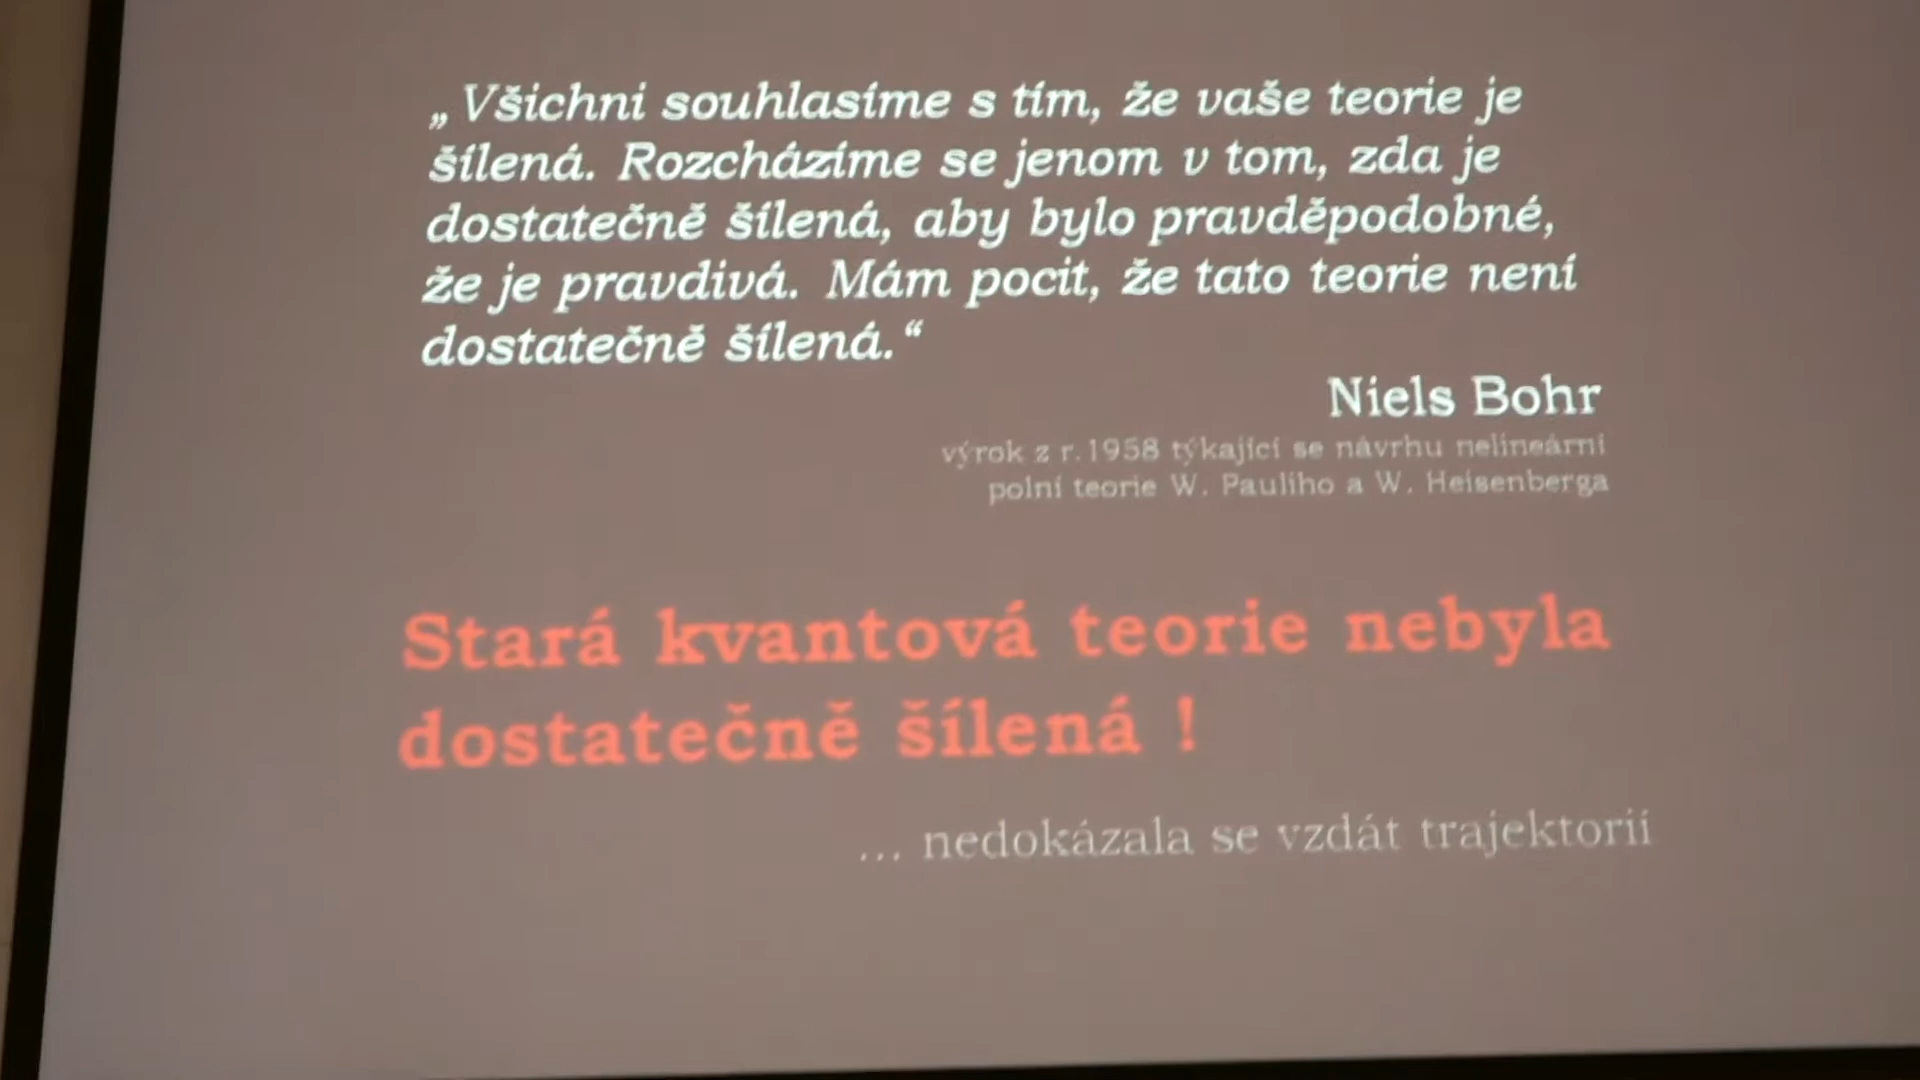 „Všichni souhlasíme s tím, že vaše teorie je
šílená. Rozcházíme se jenom v tom, zda je
dostatečně šílená, aby bylo pravděpodobné,
že je pravdivá. Mám pocit, že tato teorie není
dostatečně šílená.“
Niels Bohr
výrok z r.1958 týkající se návrhu nelineární
polní teorie W. Pauliho a W. Heisenberga
Stará kvantová teorie nebyla
dostatečně šílená !
... nedokázala se vzdát trajektorií